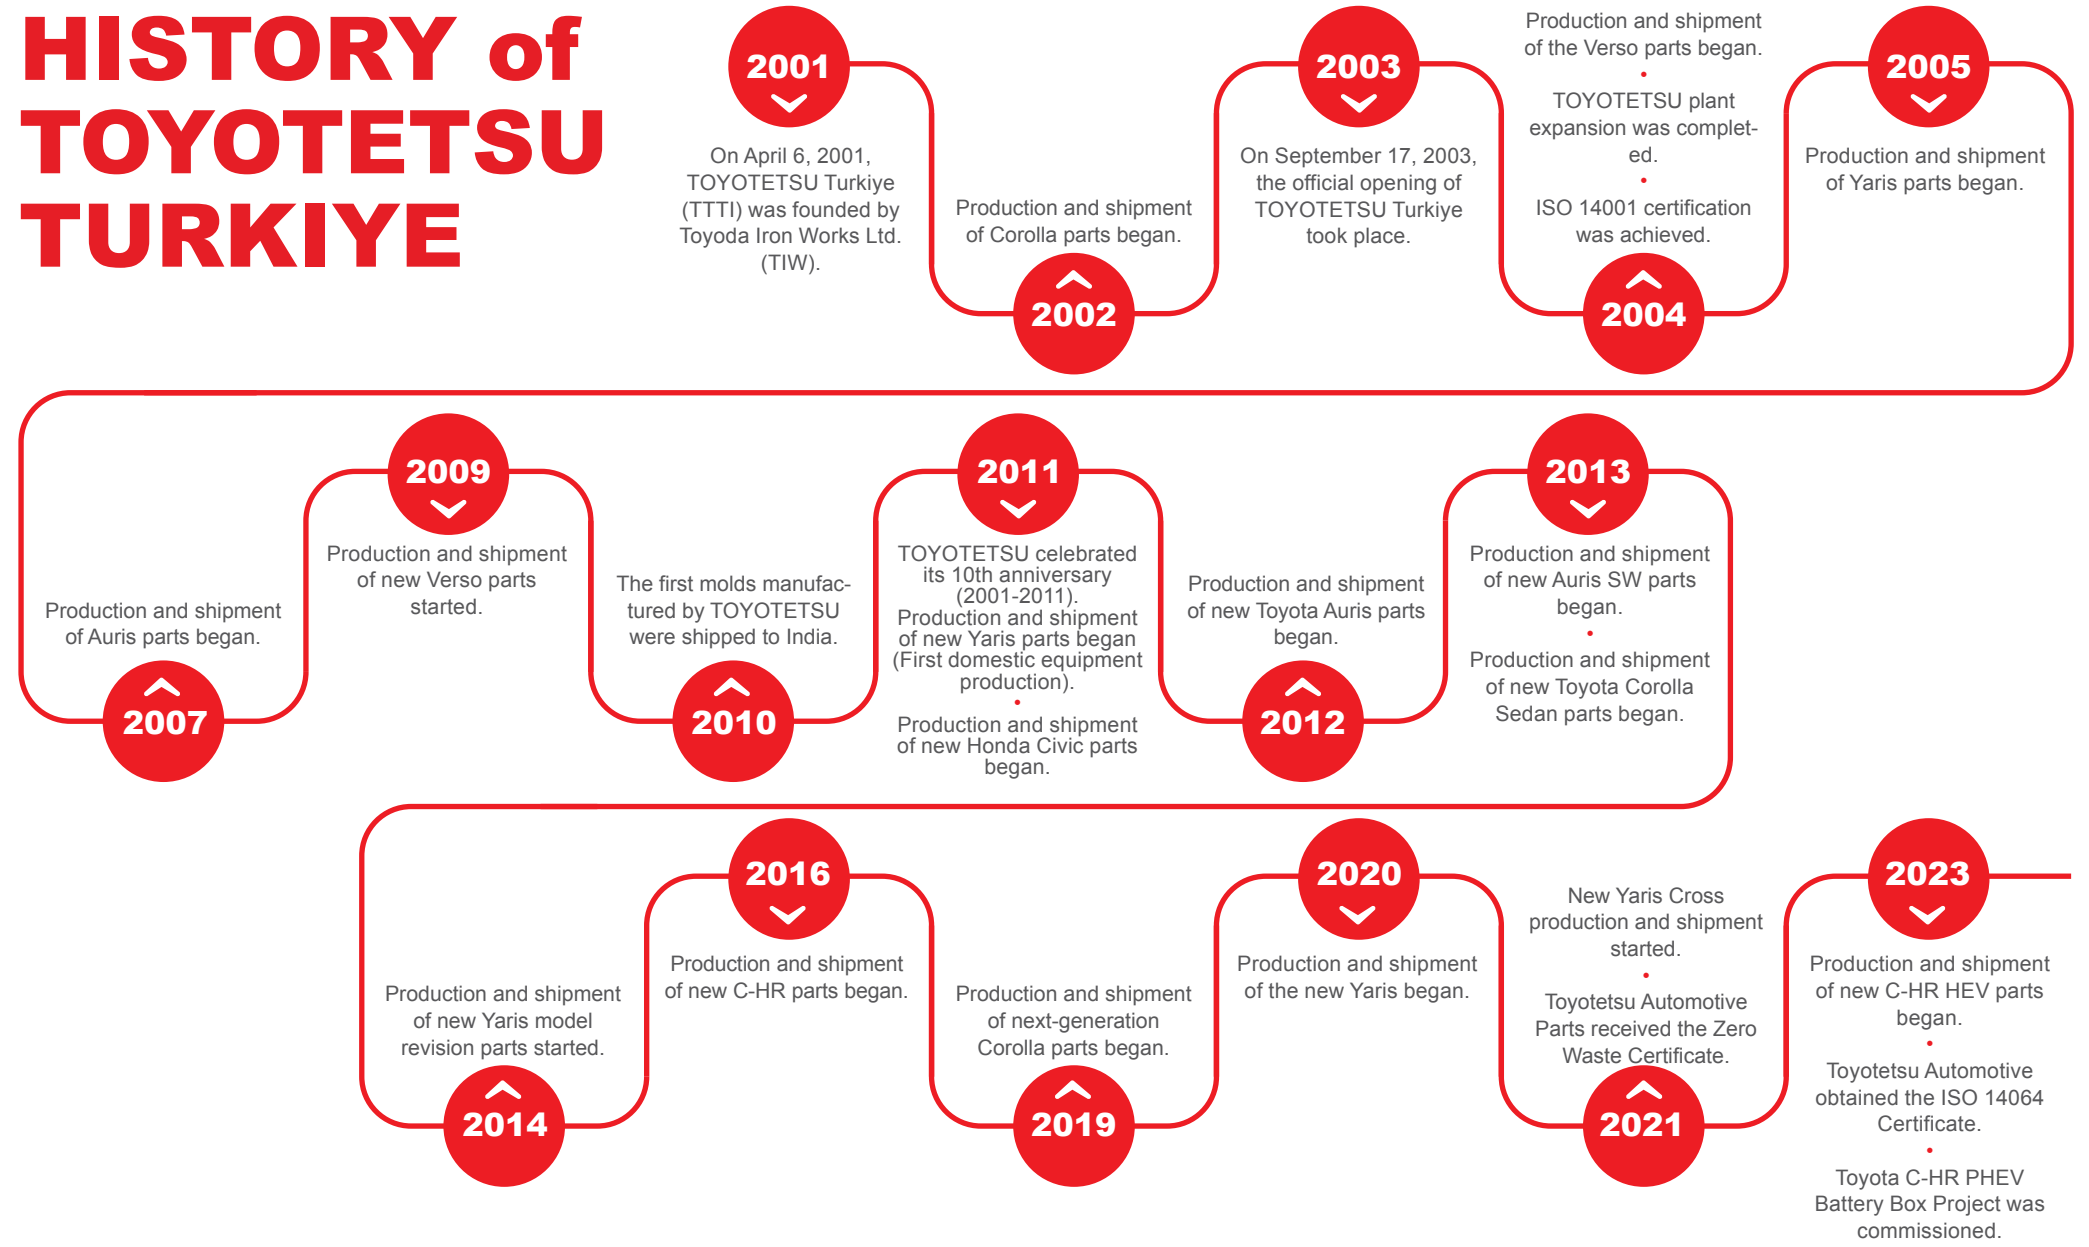 HISTORY of
TOYOTETSU
TURKIYE
2001
On April 6, 2001,
TOYOTETSU Turkiye
(TTTI) was founded by
Toyoda Iron Works Ltd.
(TIW).
Production and shipment
of Corolla parts began.
2002
2003
On September 17, 2003,
the official opening of
TOYOTETSU Turkiye
took place.
Production and shipment
of the Verso parts began.
•
TOYOTETSU plant
expansion was complet-
ed.
•
ISO 14001 certification
was achieved.
2004
2005
Production and shipment
of Yaris parts began.
Production and shipment
of Auris parts began.
2007
2009
Production and shipment
of new Verso parts
started.
The first molds manufac-
tured by TOYOTETSU
were shipped to India.
2010
2011
TOYOTETSU celebrated
its 10th anniversary
(2001-2011).
Production and shipment
of new Yaris parts began
(First domestic equipment
production).
•
Production and shipment
of new Honda Civic parts
began.
Production and shipment
of new Toyota Auris parts
began.
2012
2013
Production and shipment
of new Auris SW parts
began.
•
Production and shipment
of new Toyota Corolla
Sedan parts began.
Production and shipment
of new Yaris model
revision parts started.
2014
2016
Production and shipment
of new C-HR parts began.
Production and shipment
of next-generation
Corolla parts began.
2019
2020
Production and shipment
of the new Yaris began.
New Yaris Cross
production and shipment
started.
•
Toyotetsu Automotive
Parts received the Zero
Waste Certificate.
2021
2023
Production and shipment
of new C-HR HEV parts
began.
•
Toyotetsu Automotive
obtained the ISO 14064
Certificate.
•
Toyota C-HR PHEV
Battery Box Project was
commissioned.